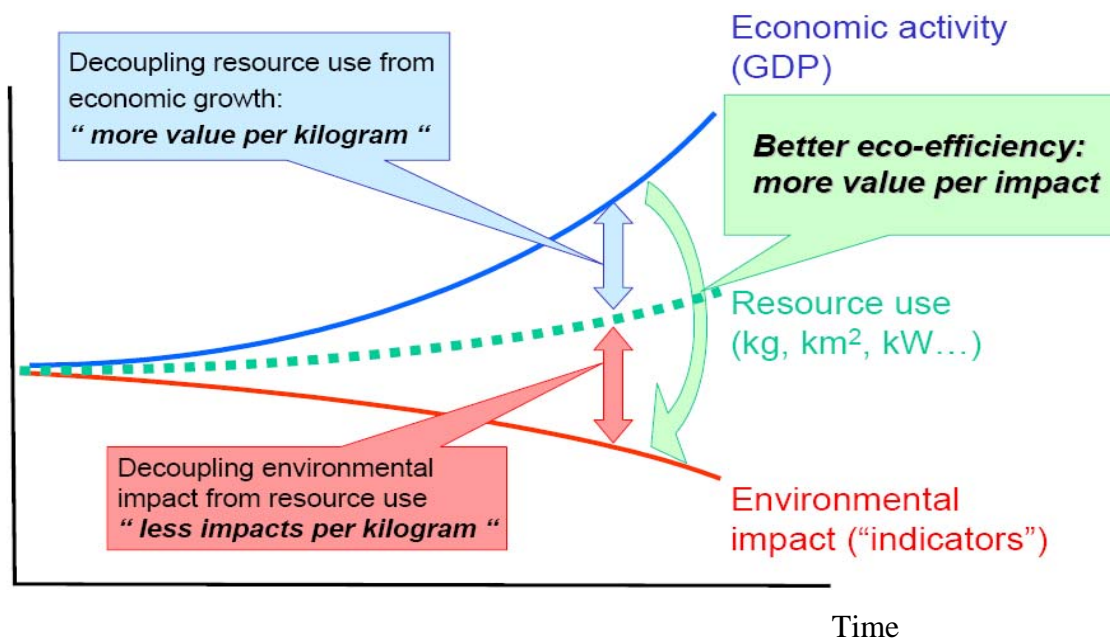 Economic activity
(GDP)
Decoupling resource use from
economic growth:
“ more value per kilogram “
Better eco-efficiency:
more value per impact
Resource use
(kg, km², kW...)
Decoupling environmental
impact from resource use
“ less impacts per kilogram “
Environmental
impact (“indicators”)
Time